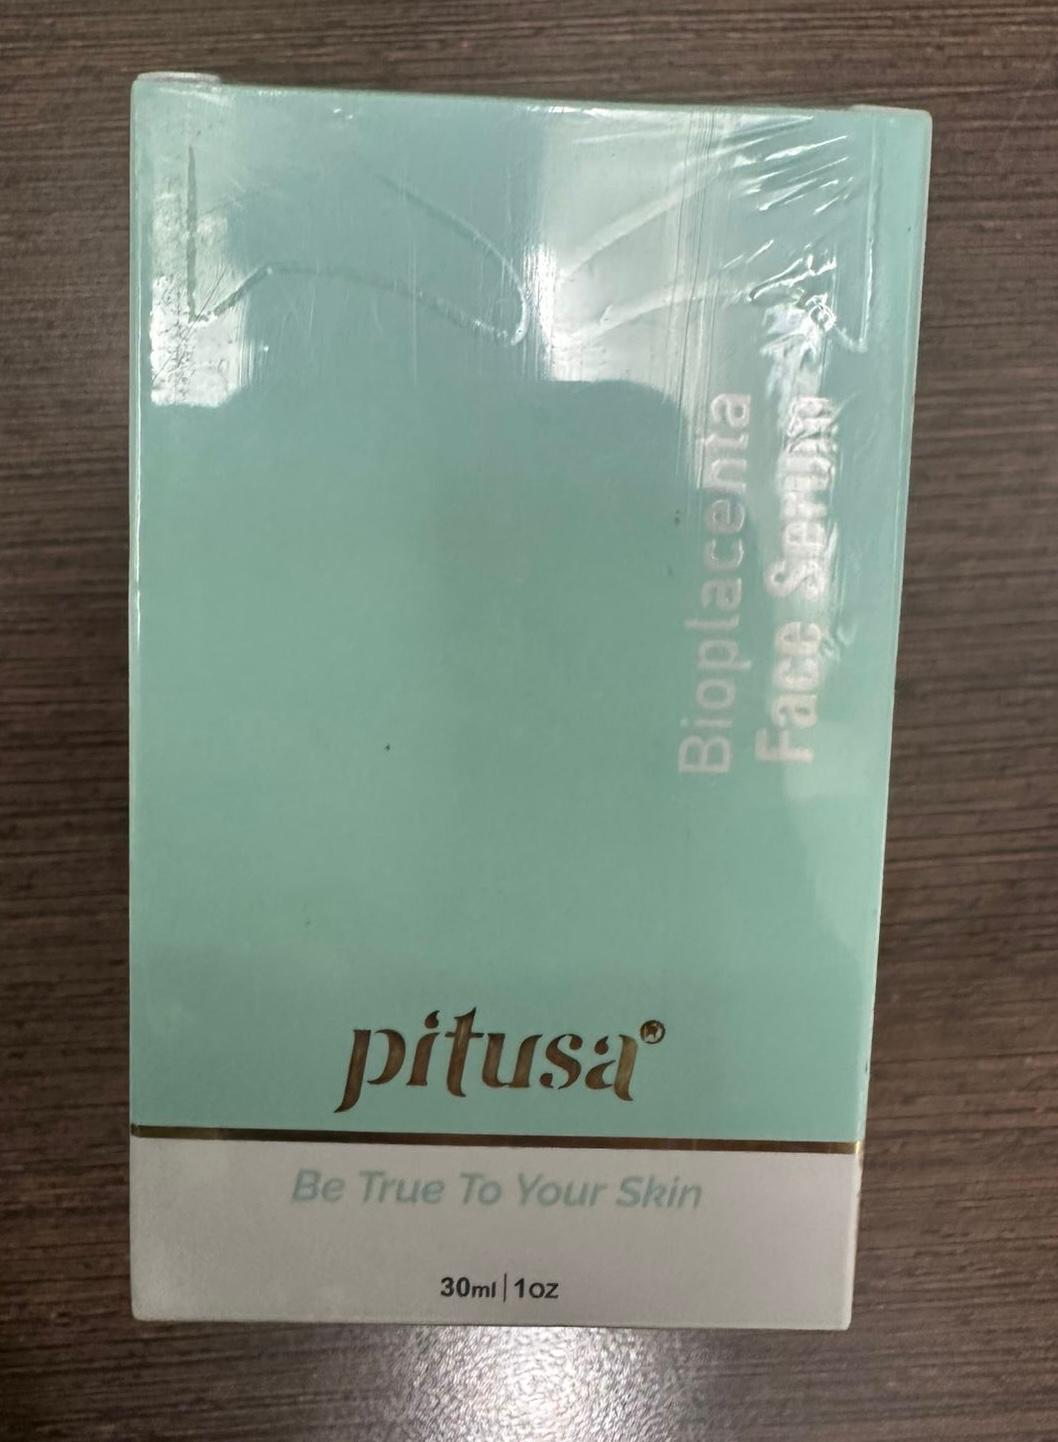 Bioplacenta
Face Serum
pitusa®
Be True To Your Skin
30ml|1oz